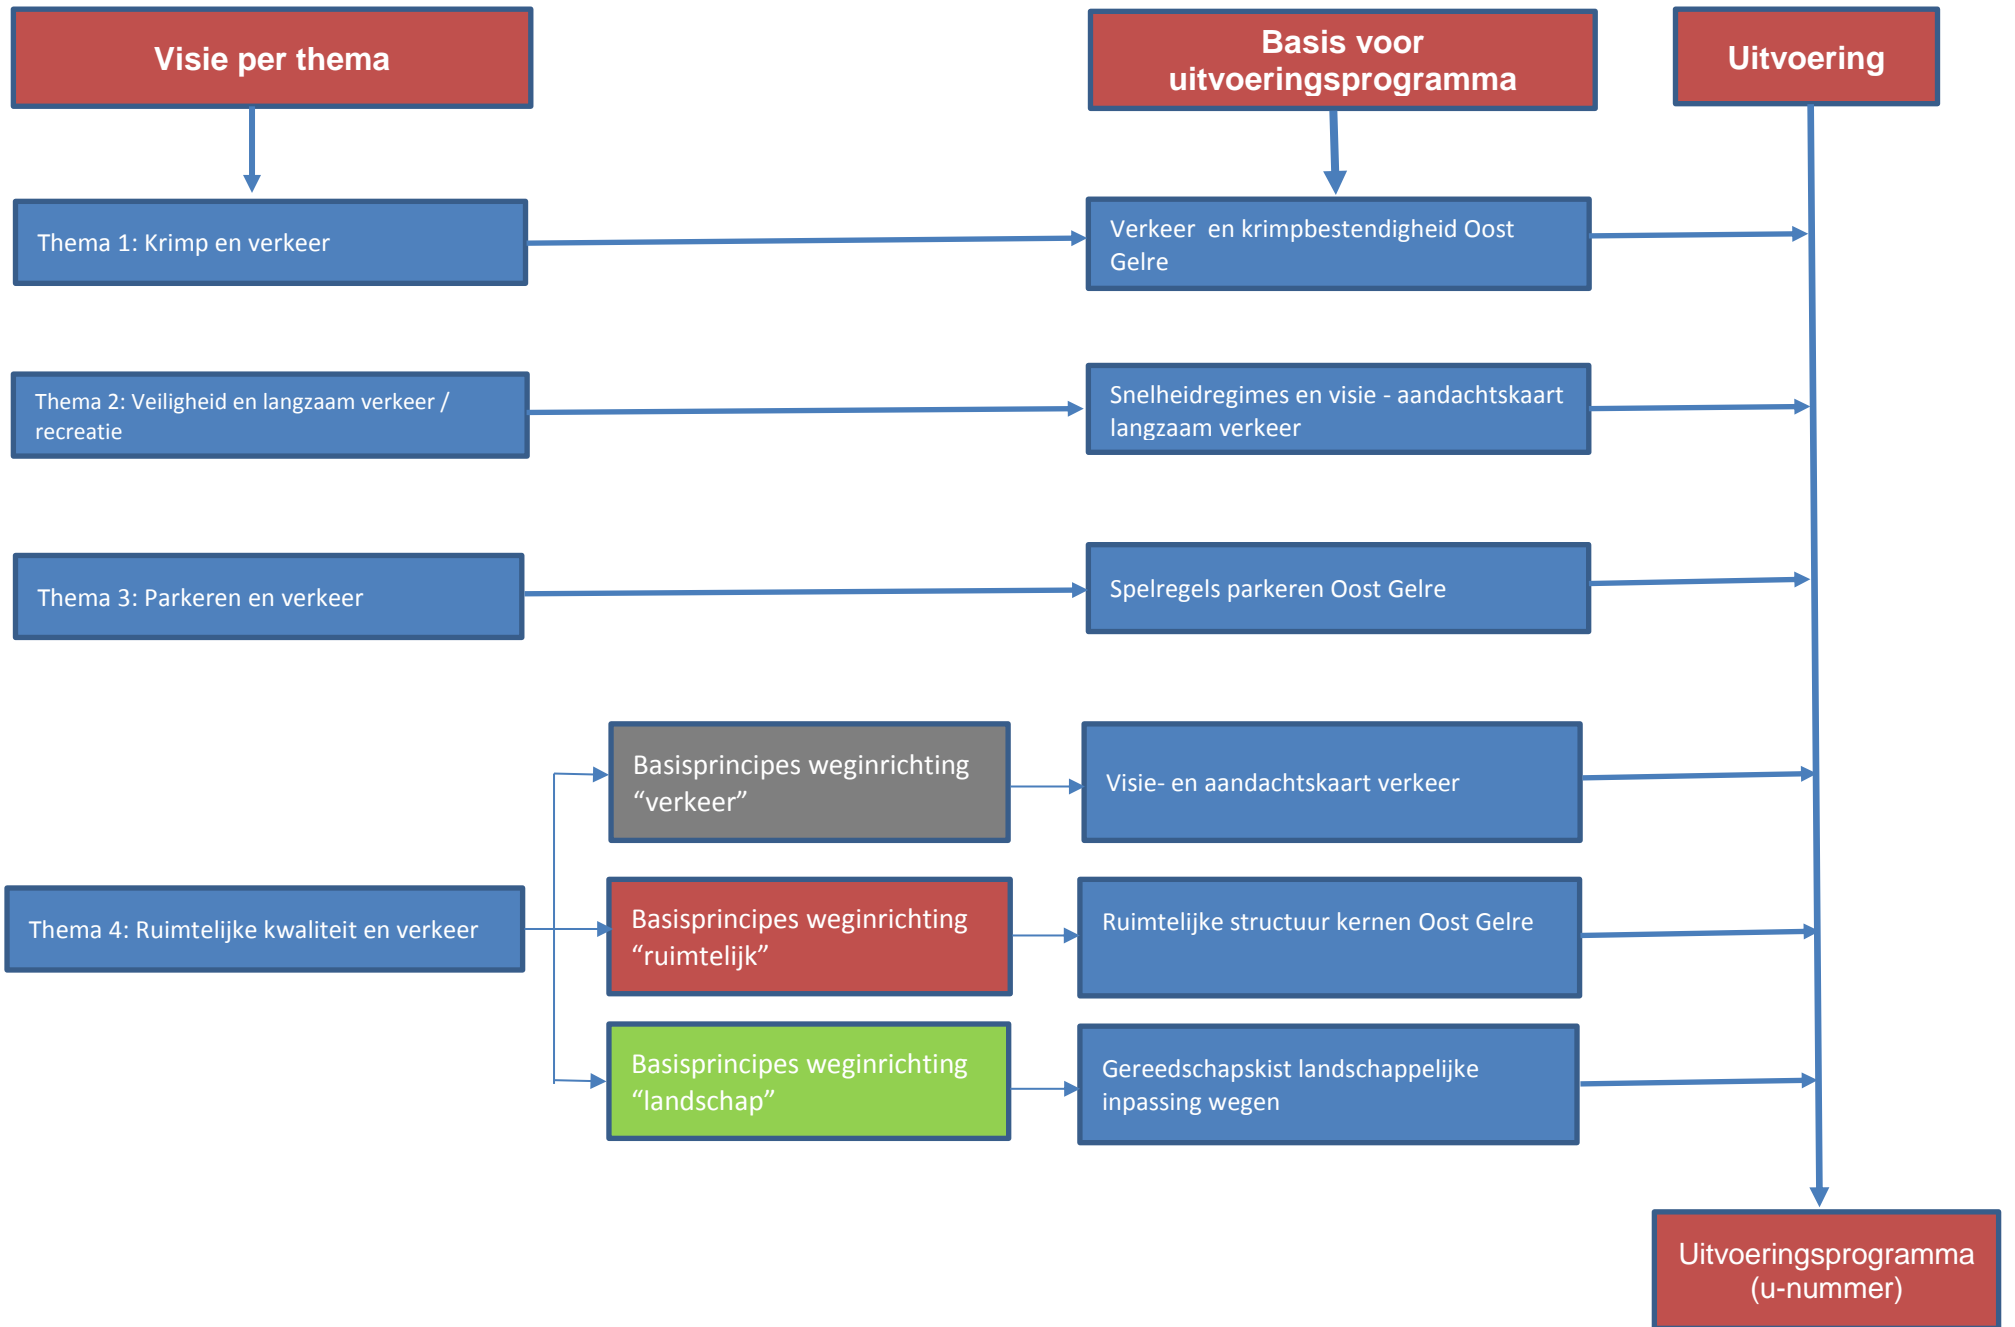 Visie per thema
Basis voor
uitvoeringsprogramma
Uitvoering
Thema 1: Krimp en verkeer
Verkeer  en krimpbestendigheid Oost
Gelre
Thema 2: Veiligheid en langzaam verkeer /
recreatie
Snelheidregimes en visie - aandachtskaart
langzaam verkeer
Thema 3: Parkeren en verkeer
Spelregels parkeren Oost Gelre
Basisprincipes weginrichting
“verkeer”
Visie- en aandachtskaart verkeer
Thema 4: Ruimtelijke kwaliteit en verkeer
Basisprincipes weginrichting
“ruimtelijk”
Ruimtelijke structuur kernen Oost Gelre
Basisprincipes weginrichting
“landschap”
Gereedschapskist landschappelijke
inpassing wegen
Uitvoeringsprogramma
(u-nummer)